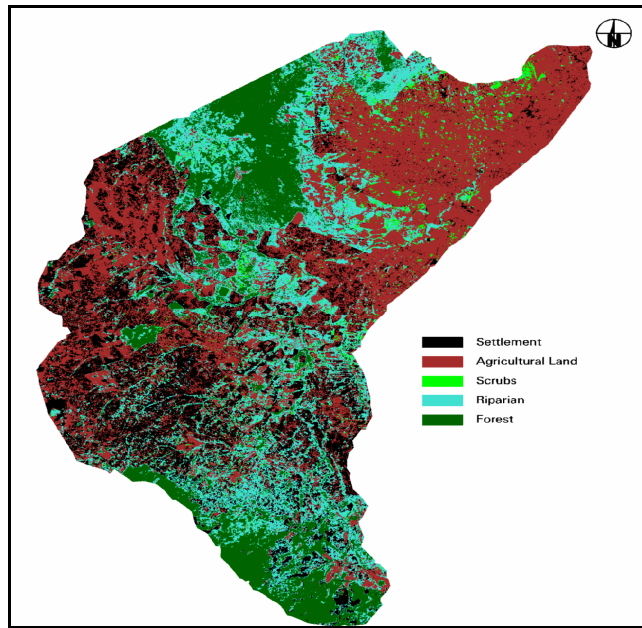 N
Settlement
Agricultural Land
Scrubs
Riparian
Forest